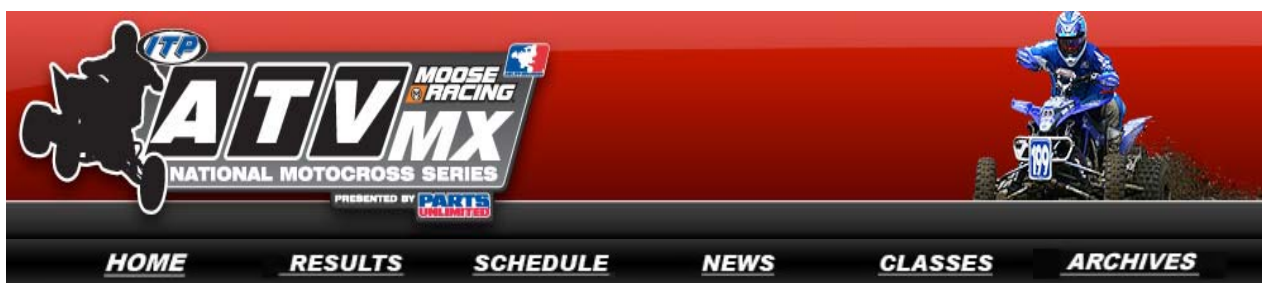 ITP
ATV
MOOSE
RACING
MX
NATIONAL MOTOCROSS SERIES
PRESENTED BY PARTS
UNLIMITED
199
HOME RESULTS SCHEDULE NEWS CLASSES ARCHIVES